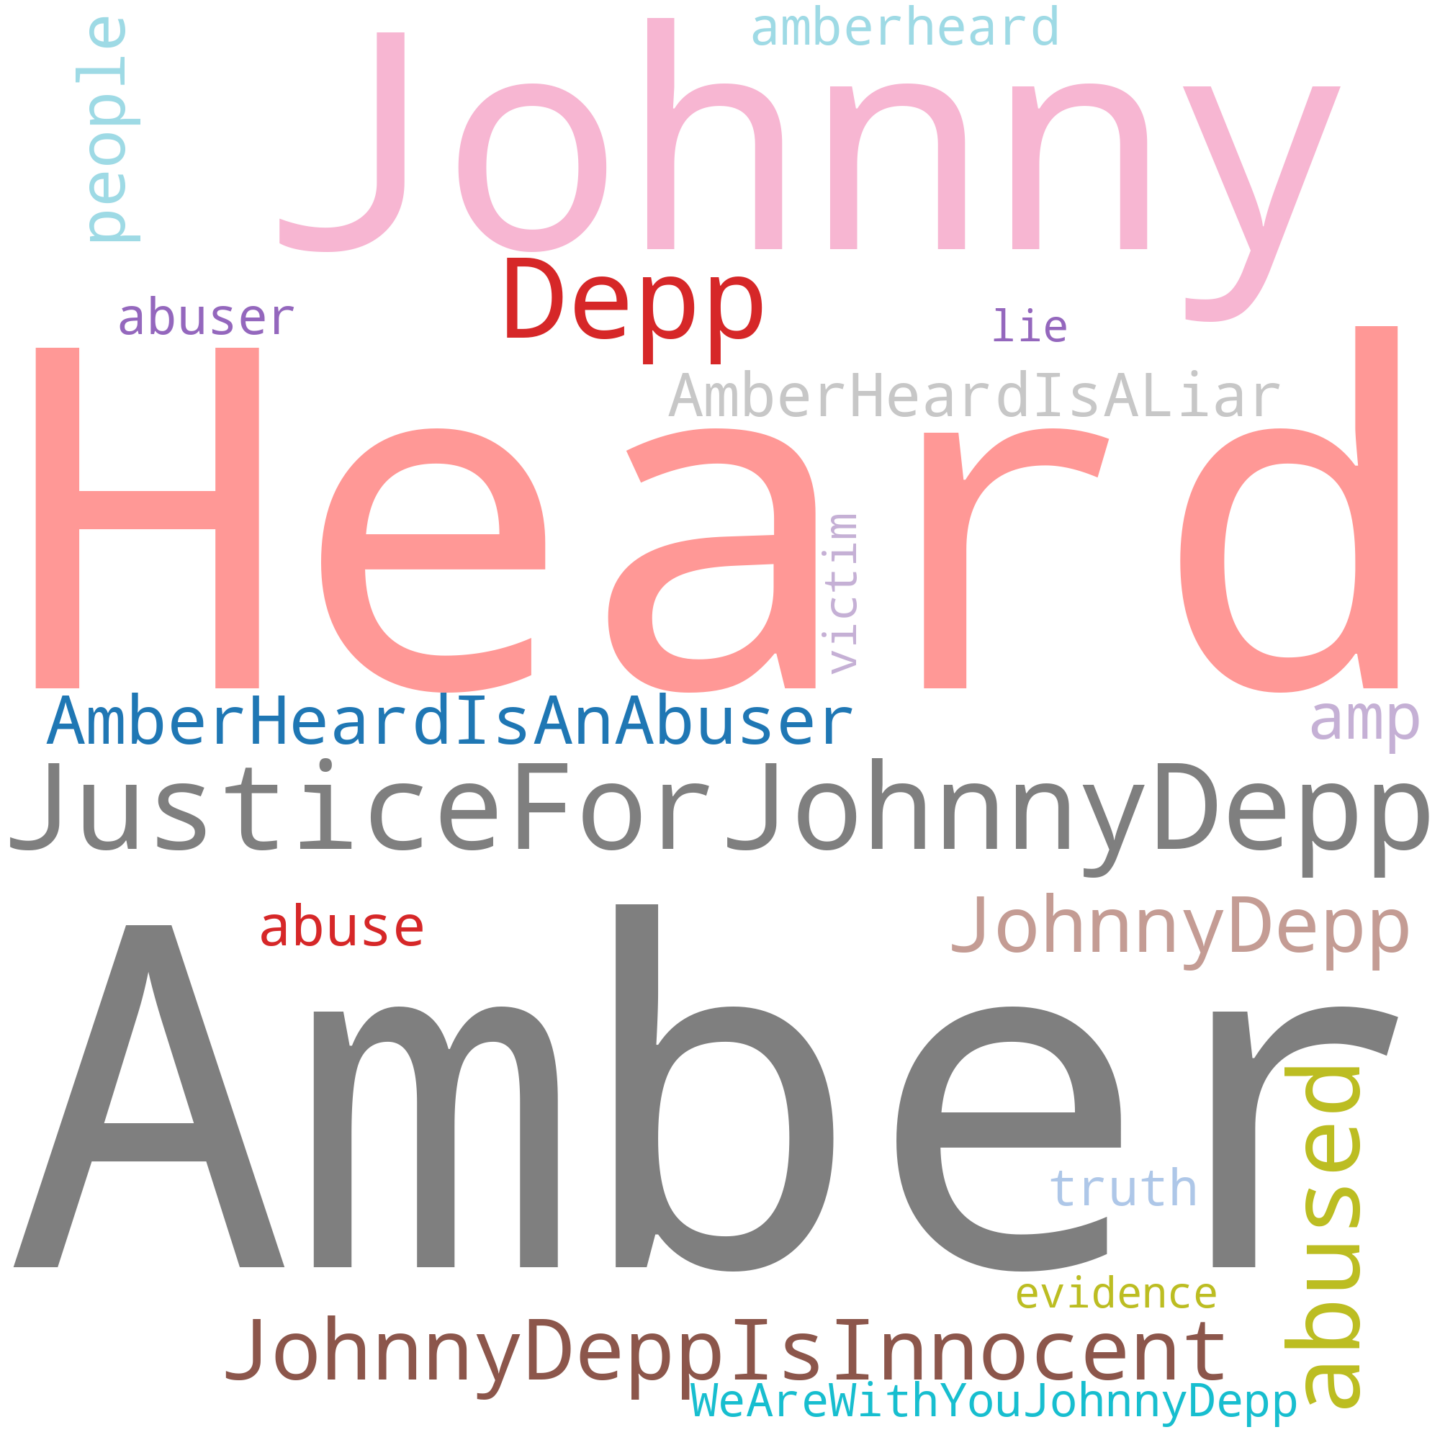 amberheard
people
Johnny
Depp
abuser
lie
Heard
AmberHeardIsALiar
victim
AmberHeardIsAnAbuser
amp
JusticeForJohnnyDepp
abuse
JohnnyDepp
Amber
abused
truth
evidence
JohnnyDeppIsInnocent
WeAreWithYouJohnnyDepp